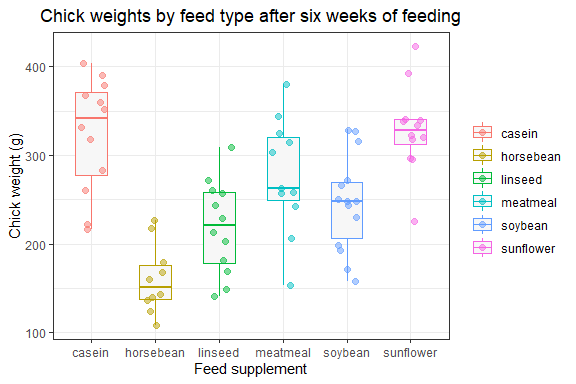 Chick weights by feed type after six weeks of feeding
Chick weight (g)
400
300
200
100
casein
horsebean
linseed
meatmeal
soybean
sunflower
casein horsebean linseed meatmeal soybean sunflower
Feed supplement